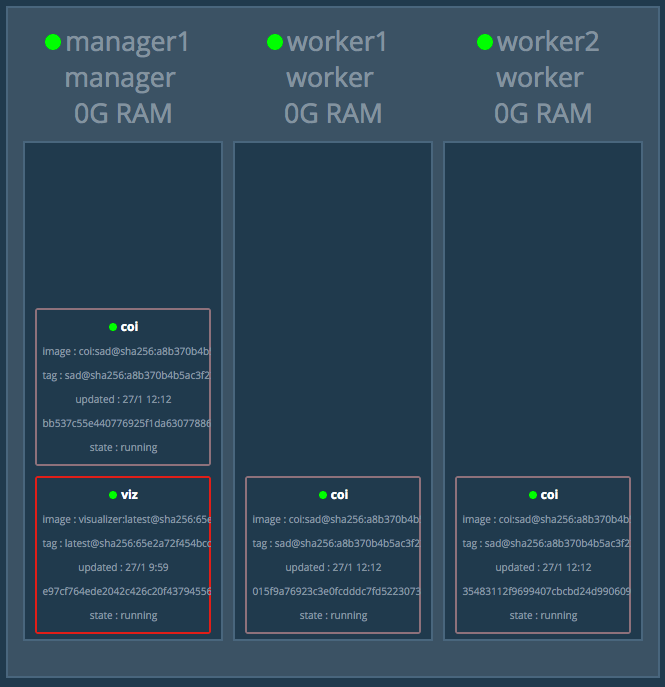 manager1
manager
0G RAM
coi
image : coi:sad@sha256:a8b370b4b
tag : sad@sha256:a8b370b4b5ac3f2
updated : 27/1 12:12
bb537c55e440776925f1da63077886
state : running
viz
image : visualizer:latest@sha256:65e
tag : latest@sha256:65e2a72f454bcc
updated : 27/1 9:59
e97cf764ede2042c426c20f43794556
state : running
worker1
worker
0G RAM
coi
image : coi:sad@sha256:a8b370b4b
tag : sad@sha256:a8b370b4b5ac3f2
updated : 27/1 12:12
015f9a76923c3e0fcdddc7fd5223073
state : running
worker2
worker
0G RAM
coi
image : coi:sad@sha256:a8b370b4b
tag : sad@sha256:a8b370b4b5ac3f2
updated : 27/1 12:12
35483112f9699407cbcbd24d990609
state : running